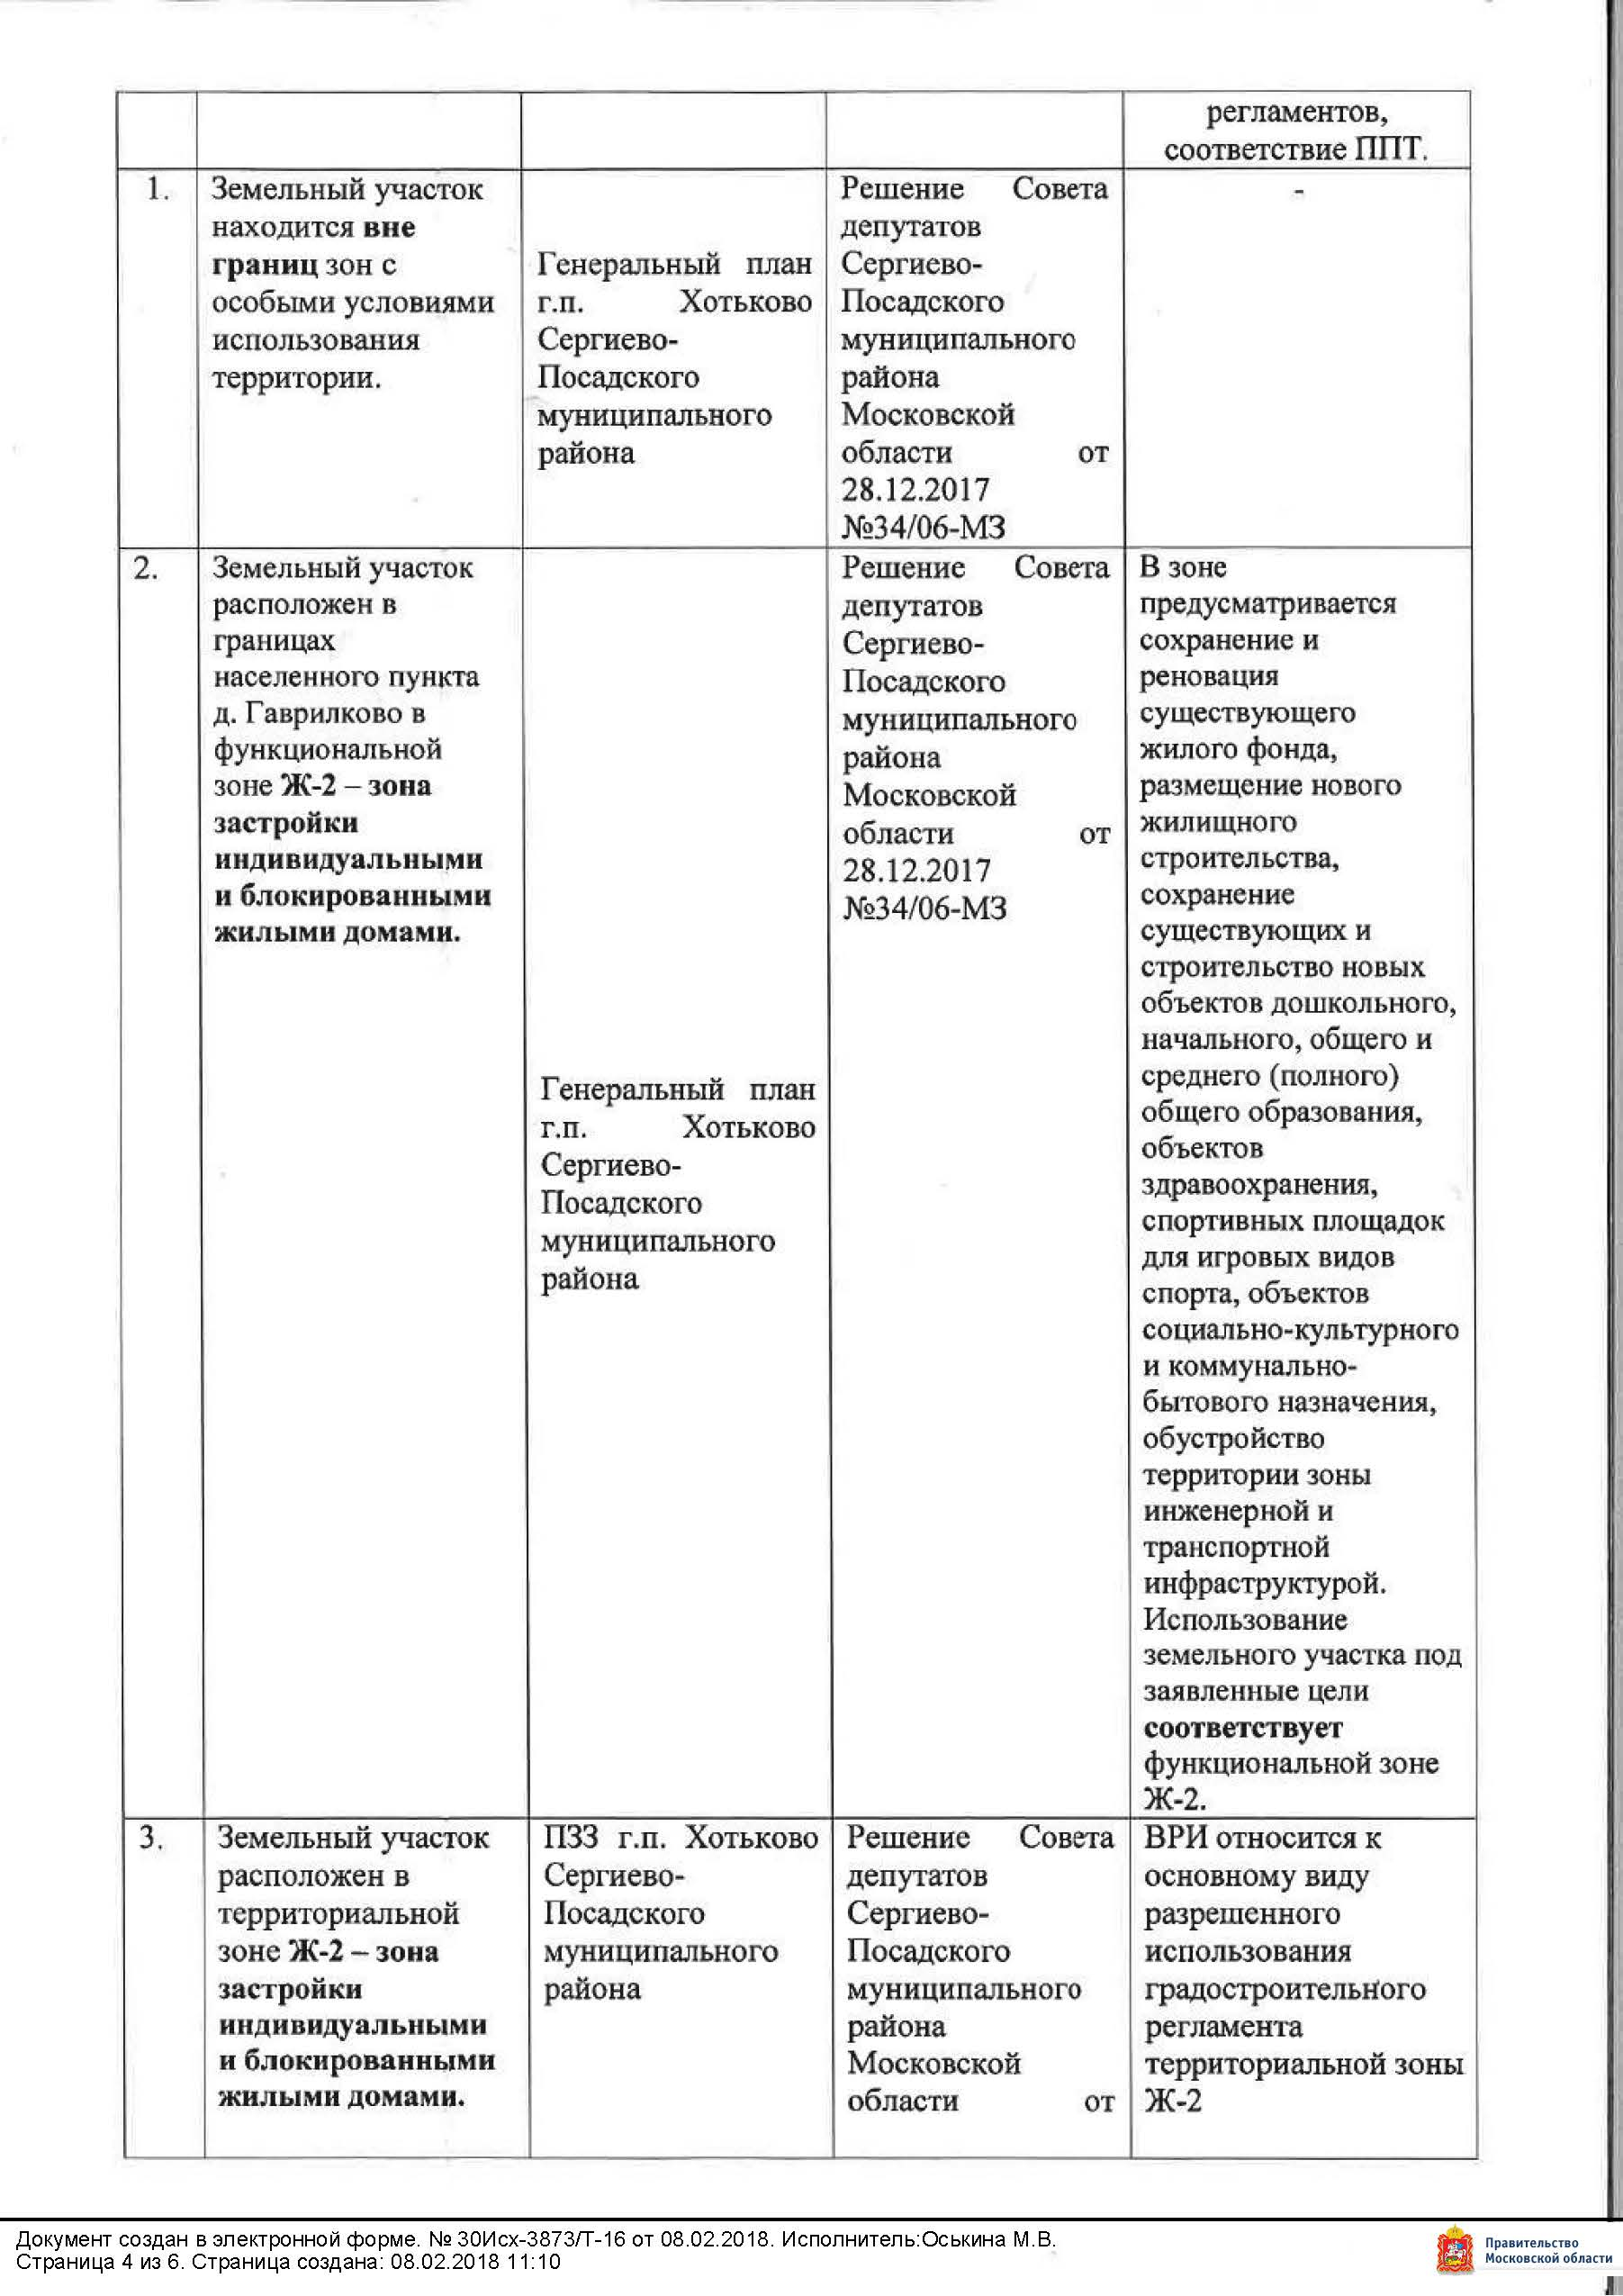 регламентов,
соответствие ППТ.
1.
Земельный участок
находится вне
границ зон с
особыми условиями
использования
территории.
Генеральный план
г.п. Хотьково
Сергиево-
Посадского
муниципального
района
Решение Совета
депутатов
Сергиево-
Посадского
муниципального
района
Московской
области от
28.12.2017
№34/06-МЗ
-
2.
Земельный участок
расположен в
границах
населенного пункта
д. Гаврилково в
функциональной
зоне Ж-2 – зона
застройки
индивидуальными
и блокированными
жилыми домами.
Генеральный план
г.п. Хотьково
Сергиево-
Посадского
муниципального
района
Решение Совета
депутатов
Сергиево-
Посадского
муниципального
района
Московской
области от
28.12.2017
№34/06-МЗ
В зоне
предусматривается
сохранение и
реновация
существующего
жилого фонда,
размещение нового
жилищного
строительства,
сохранение
существующих и
строительство новых
объектов дошкольного,
начального, общего и
среднего (полного)
общего образования,
объектов
здравоохранения,
спортивных площадок
для игровых видов
спорта, объектов
социально-культурного
и коммунально-
бытового назначения,
обустройство
территории зоны
инженерной и
транспортной
инфраструктурой.
Использование
земельного участка под
заявленные цели
соответствует
функциональной зоне
Ж-2.
3.
Земельный участок
расположен в
территориальной
зоне Ж-2 – зона
застройки
индивидуальными
и блокированными
жилыми домами.
ПЗЗ г.п. Хотьково
Сергиево-
Посадского
муниципального
района
Решение Совета
депутатов
Сергиево-
Посадского
муниципального
района
Московской
области от
ВРИ относится к
основному виду
разрешенного
использования
градостроительного
регламента
территориальной зоны
Ж-2
Документ создан в электронной форме. № 30Исх-3873/Т-16 от 08.02.2018. Исполнитель:Оськина М.В.
Страница 4 из 6. Страница создана: 08.02.2018 11:10
Правительство
Московской области